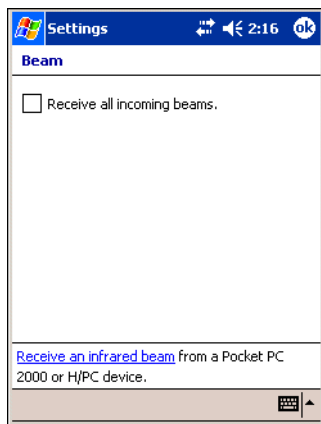 Settings 2:16 ok
Beam
Receive all incoming beams.
Receive an infrared beam from a Pocket PC
2000 or H/PC device.